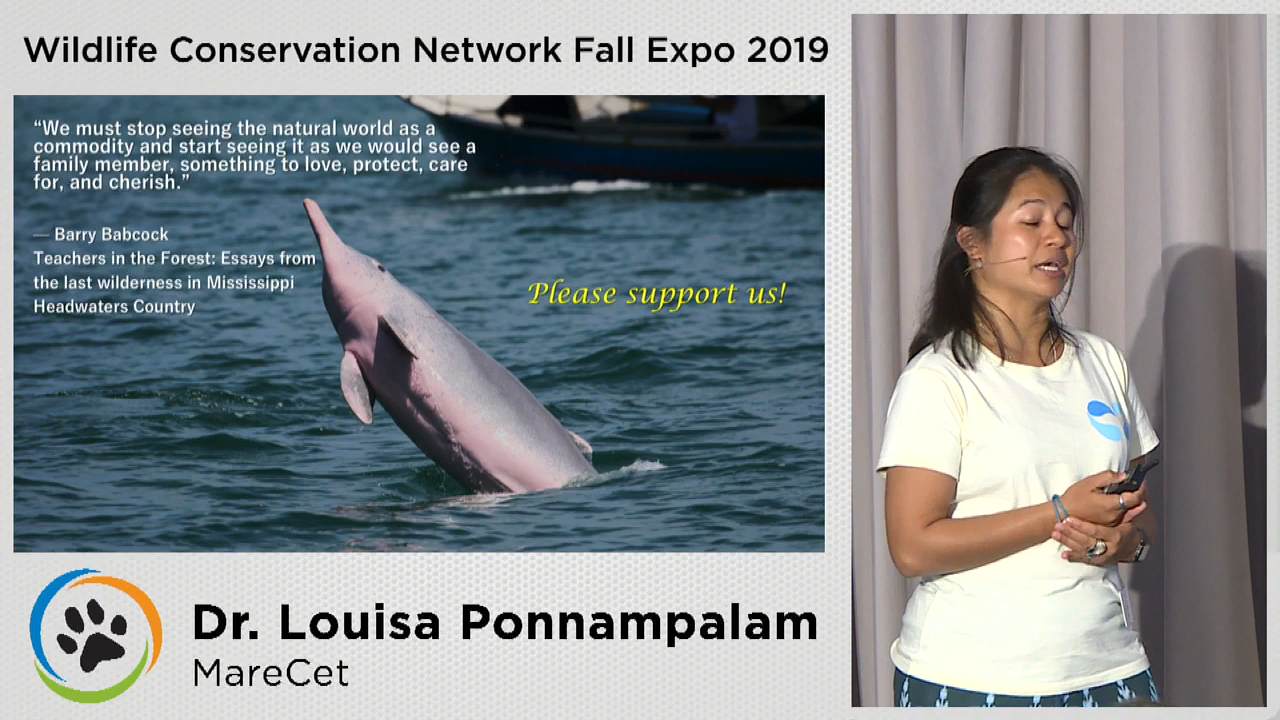 Wildlife Conservation Network Fall Expo 2019
“We must stop seeing the natural world as a
commodity and start seeing it as we would see a
family member, something to love, protect, care
for, and cherish.”
— Barry Babcock
Teachers in the Forest: Essays from
the last wilderness in Mississippi
Headwaters Country
Please support us!
Dr. Louisa Ponnampalam
MareCet